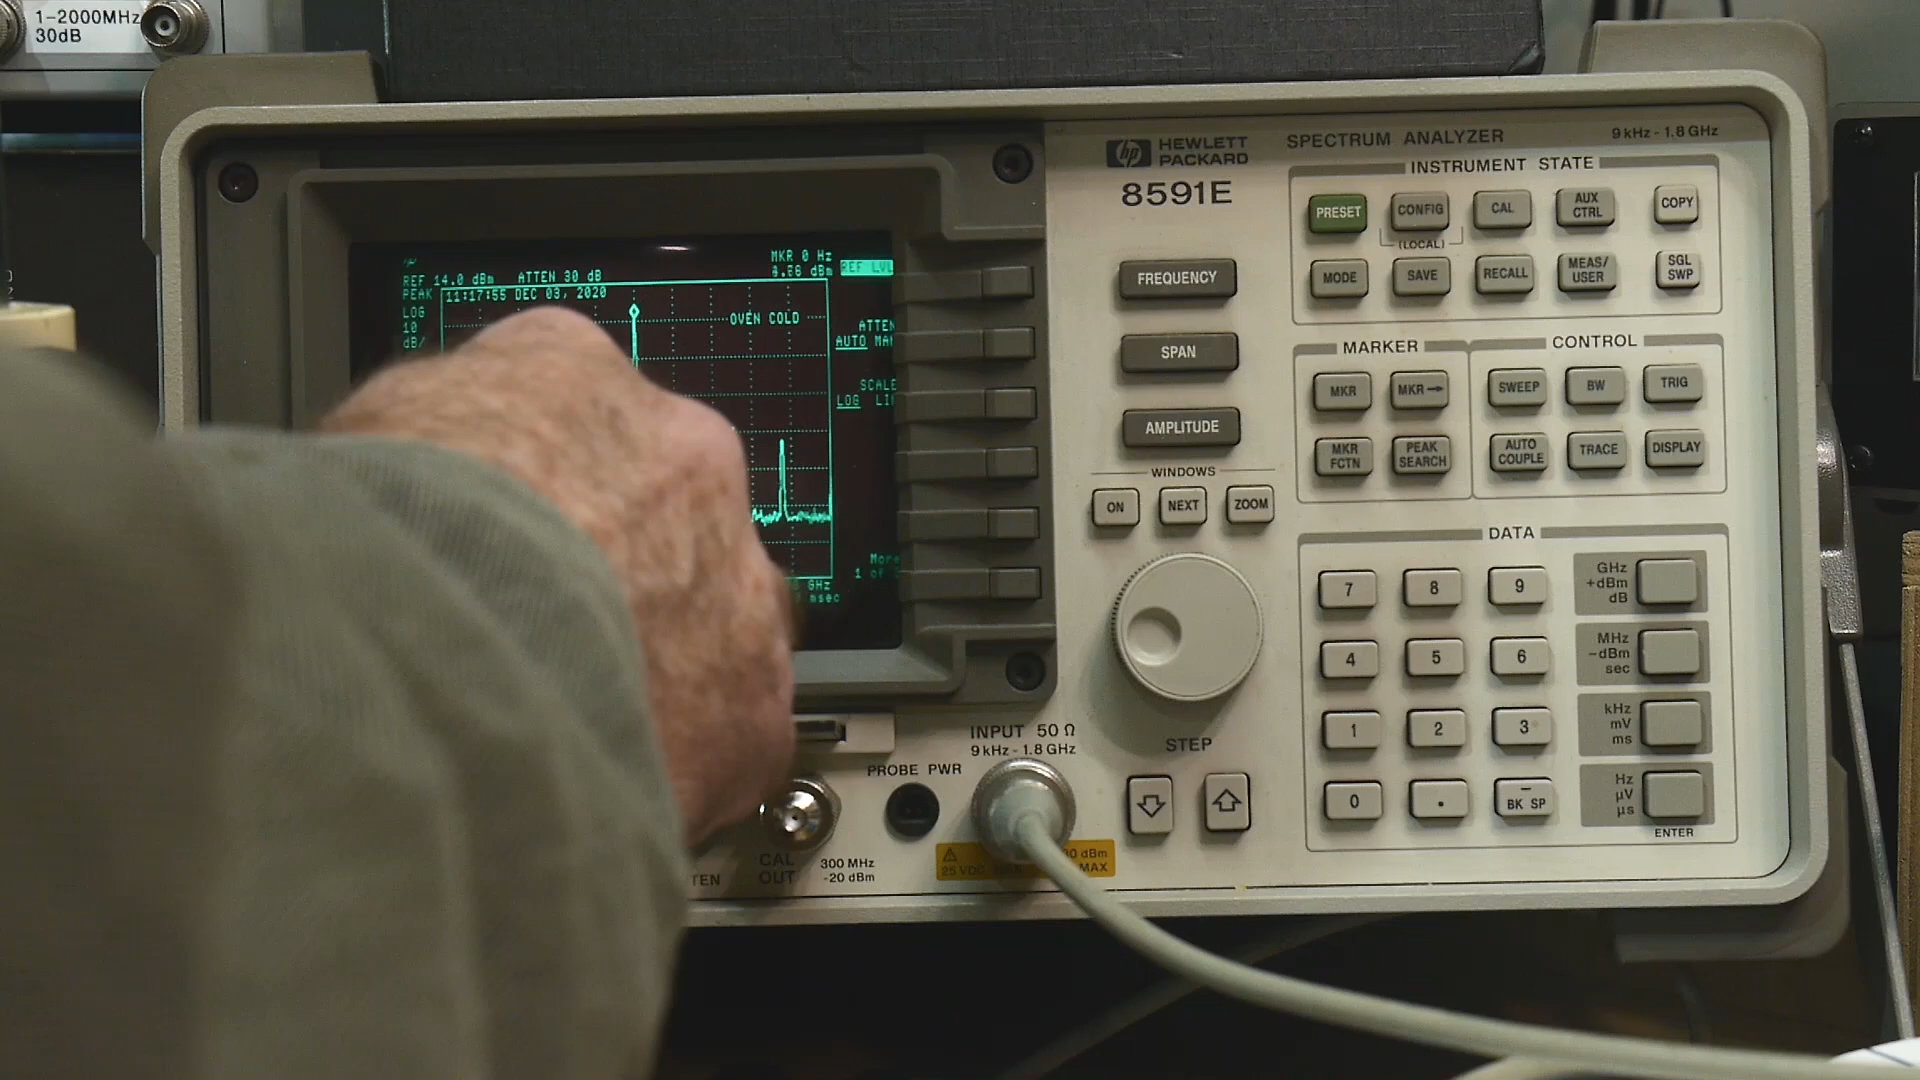 1-2000MHz
30dB
hp HEWLETT
PACKARD
8591E
SPECTRUM ANALYZER
9 kHz - 1.8 GHz
MKR 0 Hz
REF 14.0 dBm ATTEN 30 dB
dBm
REF LVL
PEAK
LOG
10
dB/
11:17:55 DEC 03, 2020
OVEN COLD
ATTEN
AUTO MAN
SCALE
LOG LIN
More
1 of
GHz
msec
INSTRUMENT STATE
PRESET
CONFIG
CAL
AUX
CTRL
COPY
(LOCAL)
MODE
SAVE
RECALL
MEAS/
USER
SGL
SWP
FREQUENCY
SPAN
AMPLITUDE
MARKER
MKR
MKR→
MKR
FCTN
PEAK
SEARCH
CONTROL
SWEEP
BW
TRIG
AUTO
COUPLE
TRACE
DISPLAY
WINDOWS
ON
NEXT
ZOOM
DATA
7
8
9
GHz
+dBm
dB
4
5
6
MHz
-dBm
sec
1
2
3
kHz
mV
ms
0
.
BK SP
Hz
µV
µs
ENTER
STEP
INPUT 50 Ω
9 kHz - 1.8 GHz
PROBE PWR
CAL
OUT
300 MHz
-20 dBm
TEN
25 VDC
30 dBm
MAX